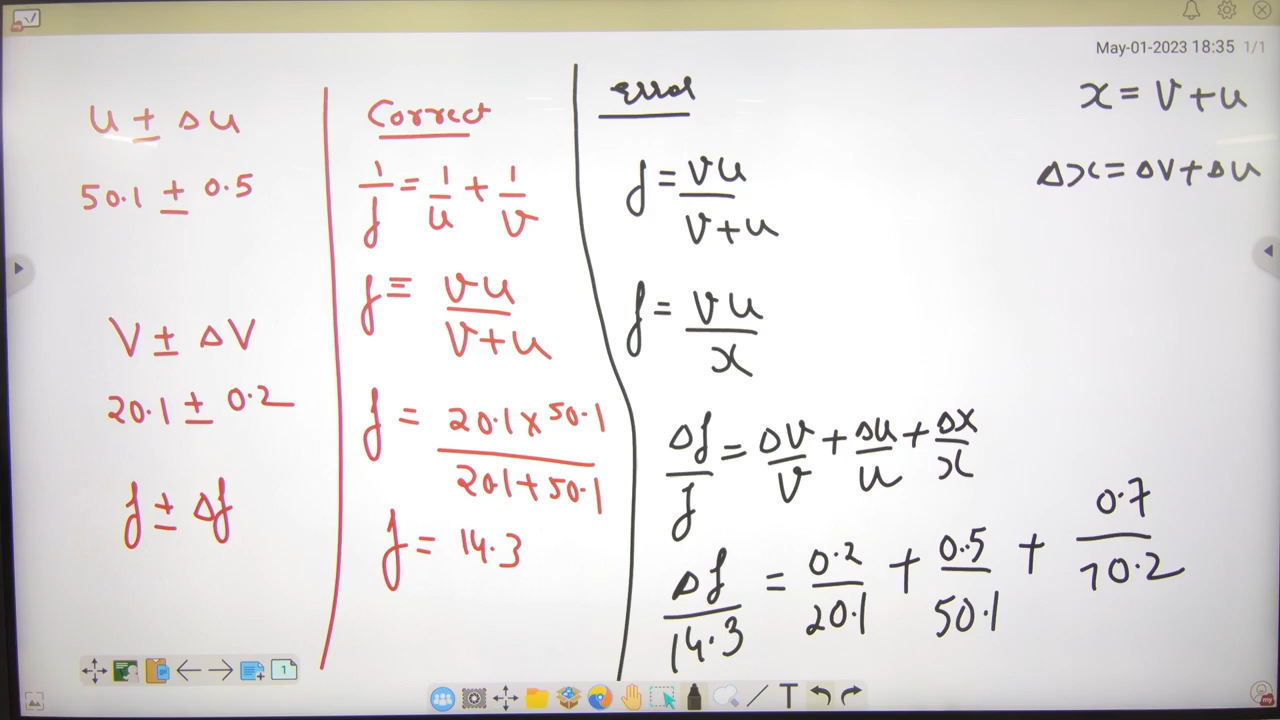 May-01-2023 18:35 1/1
u ± Δu
50.1 ± 0.5
V ± ΔV
20.1 ± 0.2
f ± Δf
Correct
1/f = 1/u + 1/v
f = vu/v+u
f = 20.1 x 50.1/20.1 + 50.1
f = 14.3
Error
f = vu/v+u
f = vu/x
Δf/f = Δv/v + Δu/u + Δx/x
Δf/14.3 = 0.2/20.1 + 0.5/50.1 + 0.7/70.2
x = v+u
Δx = Δv + Δu
1
T
my
my